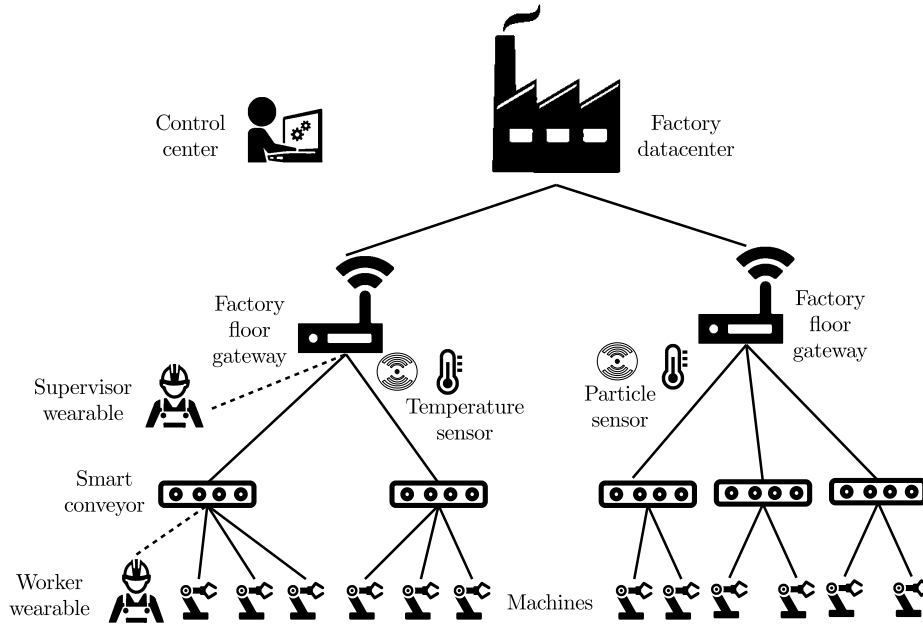 Control
center
Factory
datacenter
Factory
floor
gateway
Factory
floor
gateway
Supervisor
wearable
Temperature
sensor
Particle
sensor
Smart
conveyor
Worker
wearable
Machines